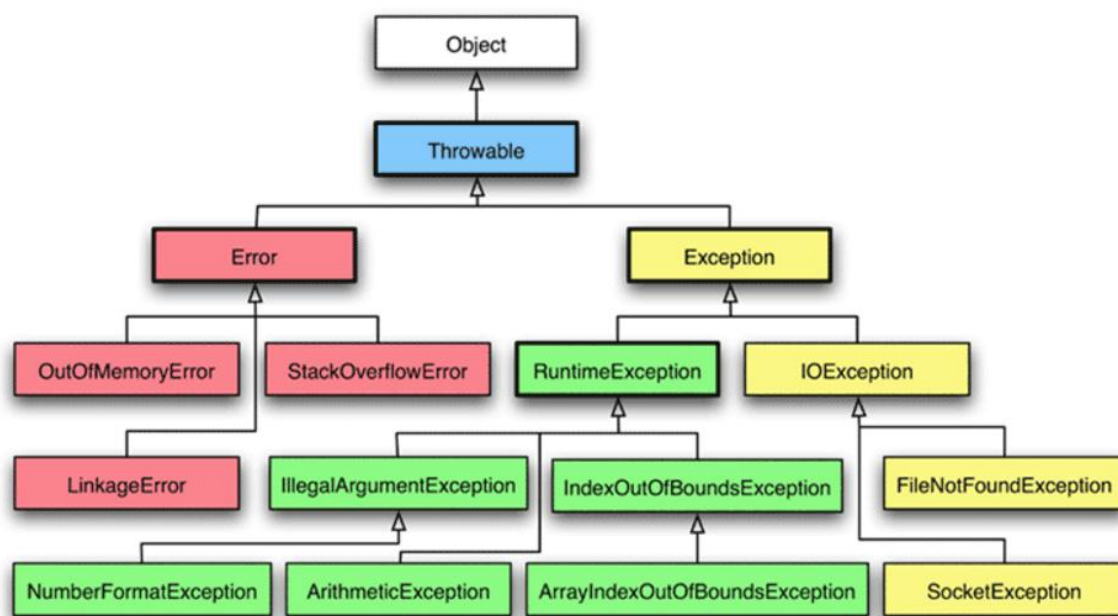 Object
Throwable
Error
Exception
OutOfMemoryError
StackOverflowError
RuntimeException
IOException
LinkageError
IllegalArgumentException
IndexOutOfBoundsException
FileNotFoundException
NumberFormatException
ArithmeticException
ArrayIndexOutOfBoundsException
SocketException